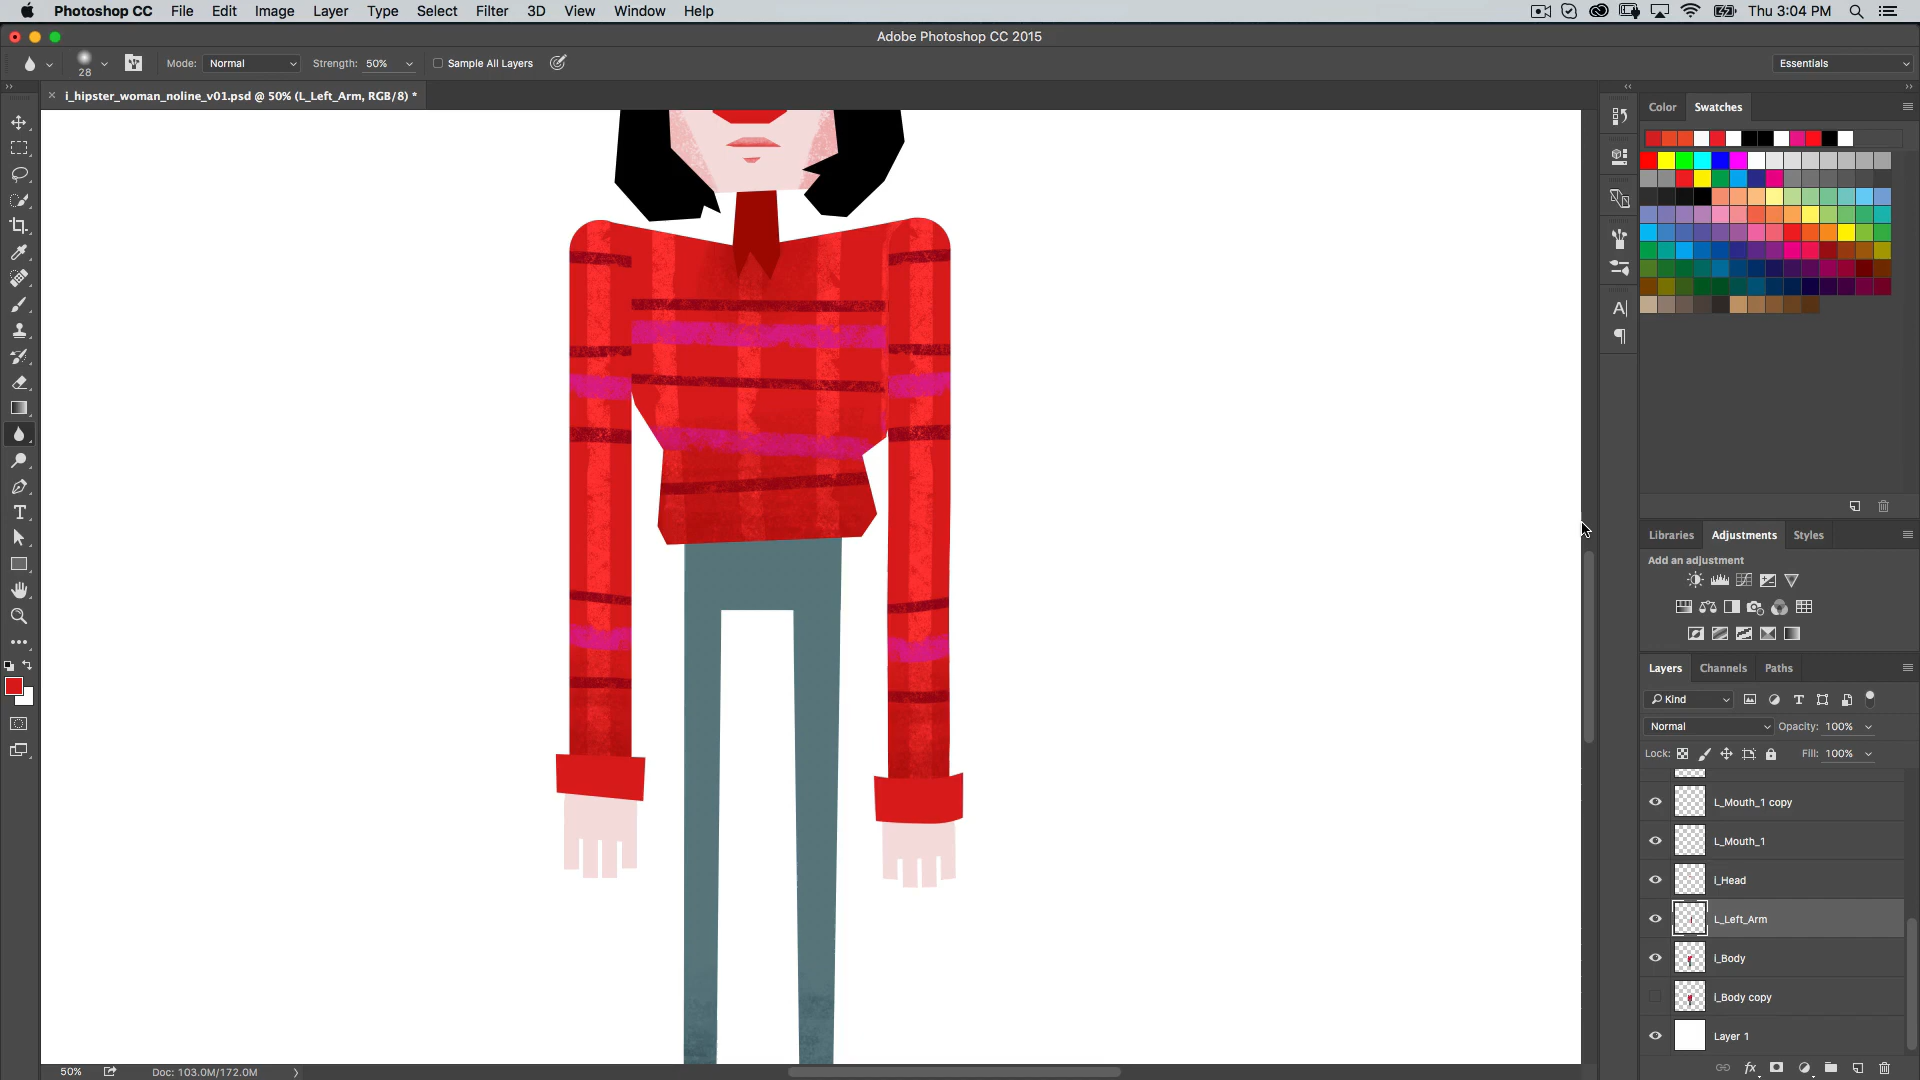 Photoshop CC File Edit Image Layer Type Select Filter 3D View Window Help Thu 3:04 PM
Adobe Photoshop CC 2015
28 Mode: Normal Strength: 50% Sample All Layers Essentials
i_hipster_woman_noline_v01.psd @ 50% (L_Left_Arm, RGB/8) *
Color Swatches
Libraries Adjustments Styles
Add an adjustment
Layers Channels Paths
Kind
Normal Opacity: 100%
Lock: Fill: 100%
L_Mouth_1 copy
L_Mouth_1
i_Head
L_Left_Arm
i_Body
i_Body copy
Layer 1
50% Doc: 103.0M/172.0M